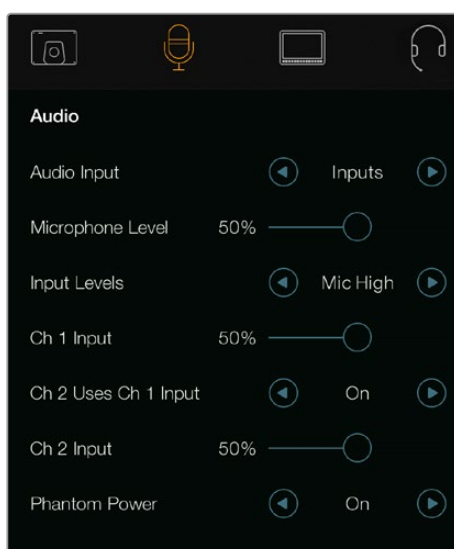 Audio
Audio Input Inputs
Microphone Level 50%
Input Levels Mic High
Ch 1 Input 50%
Ch 2 Uses Ch 1 Input On
Ch 2 Input 50%
Phantom Power On